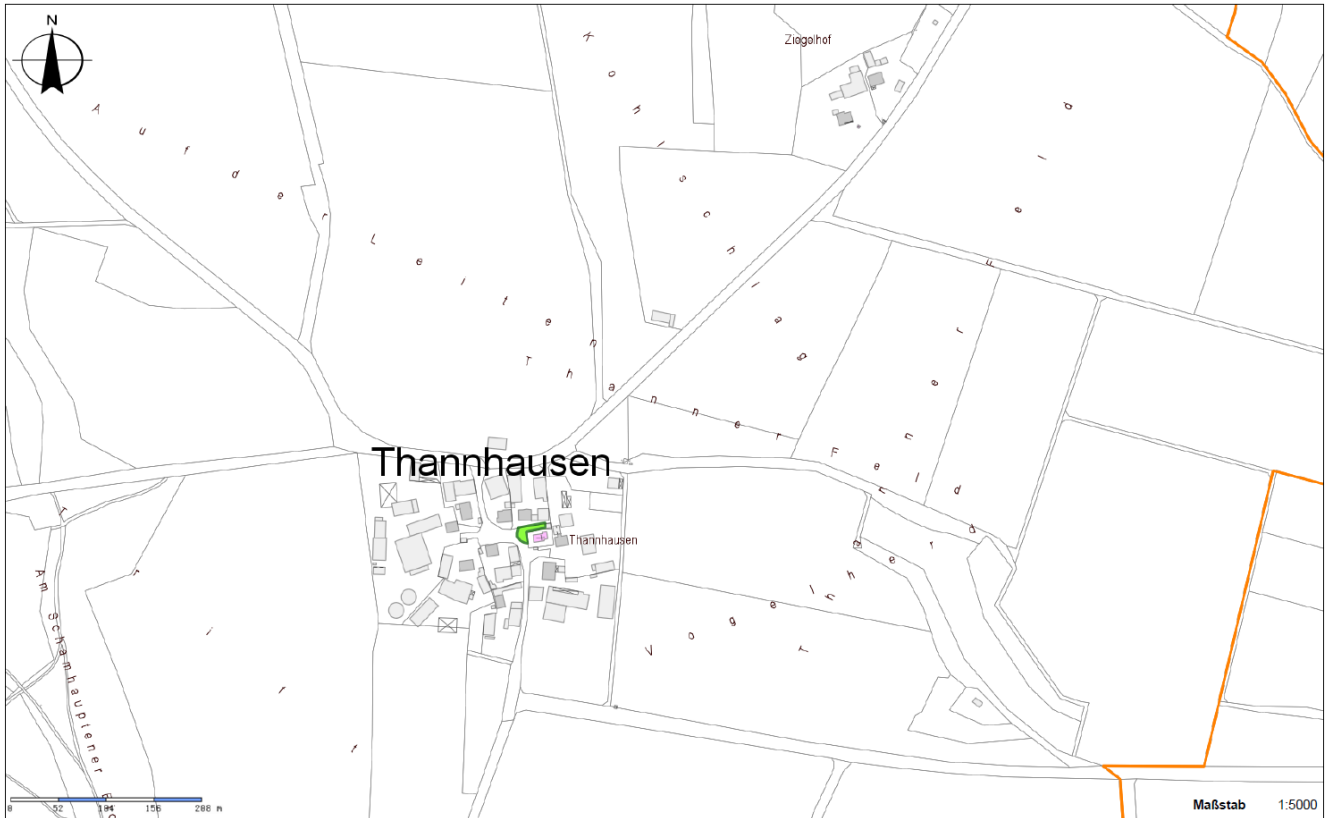 N
Ziegelhof
Auf der Leiten
Kohlschlag
Thanner Feld
Thanner Feld
Thannhausen
Thannhausen
Vogelherd
Am Schamhauptener
0 52 104 156 208 m
Maßstab 1:5000